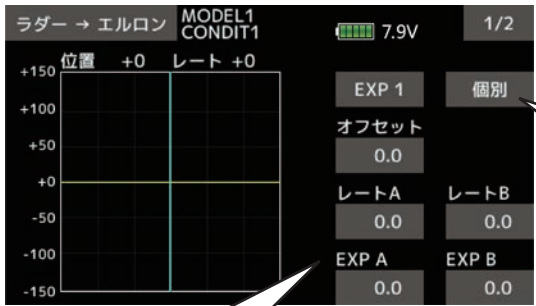 ラダー → エルロン MODEL1 7.9V 1/2
CONDIT1
位置 +0 レート +0
+150
+100
+50
+0
-50
-100
-150
EXP 1 個別
オフセット
0.0
レートA レートB
0.0 0.0
EXP A EXP B
0.0 0.0